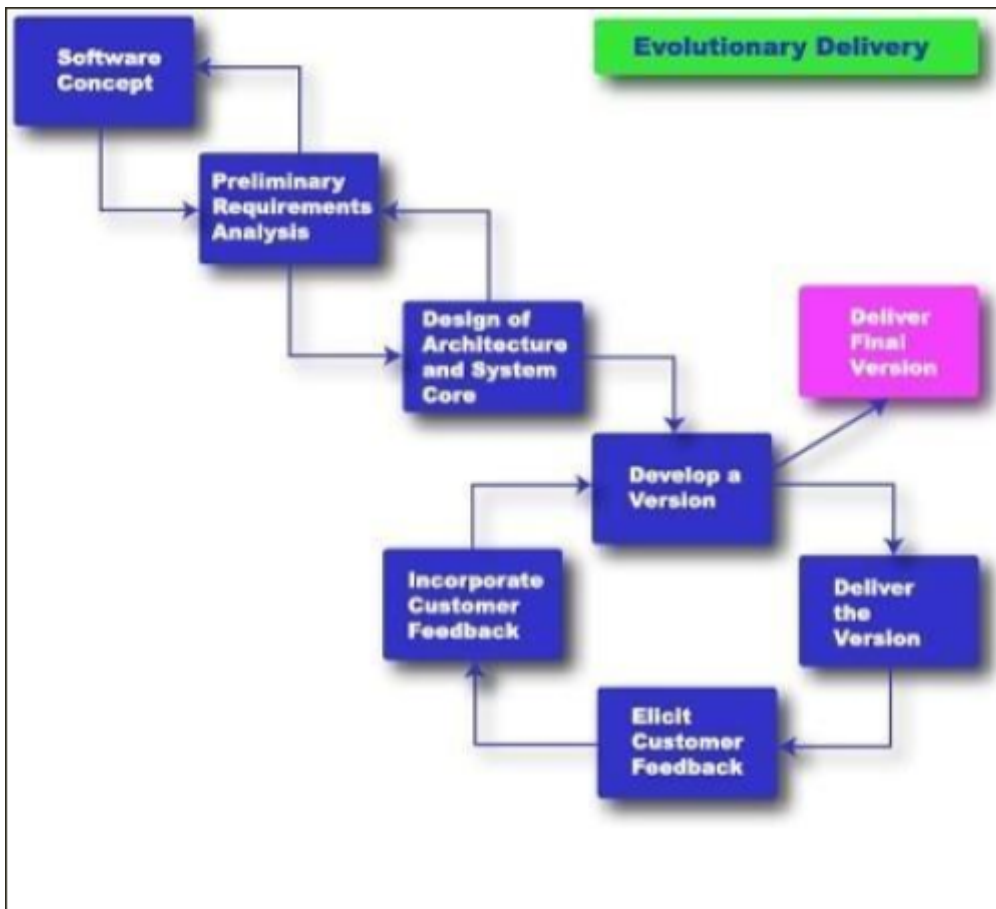 Evolutionary Delivery
Software
Concept
Preliminary
Requirements
Analysis
Design of
Architecture
and System
Core
Deliver
Final
Version
Develop a
Version
Incorporate
Customer
Feedback
Deliver
the
Version
Elicit
Customer
Feedback